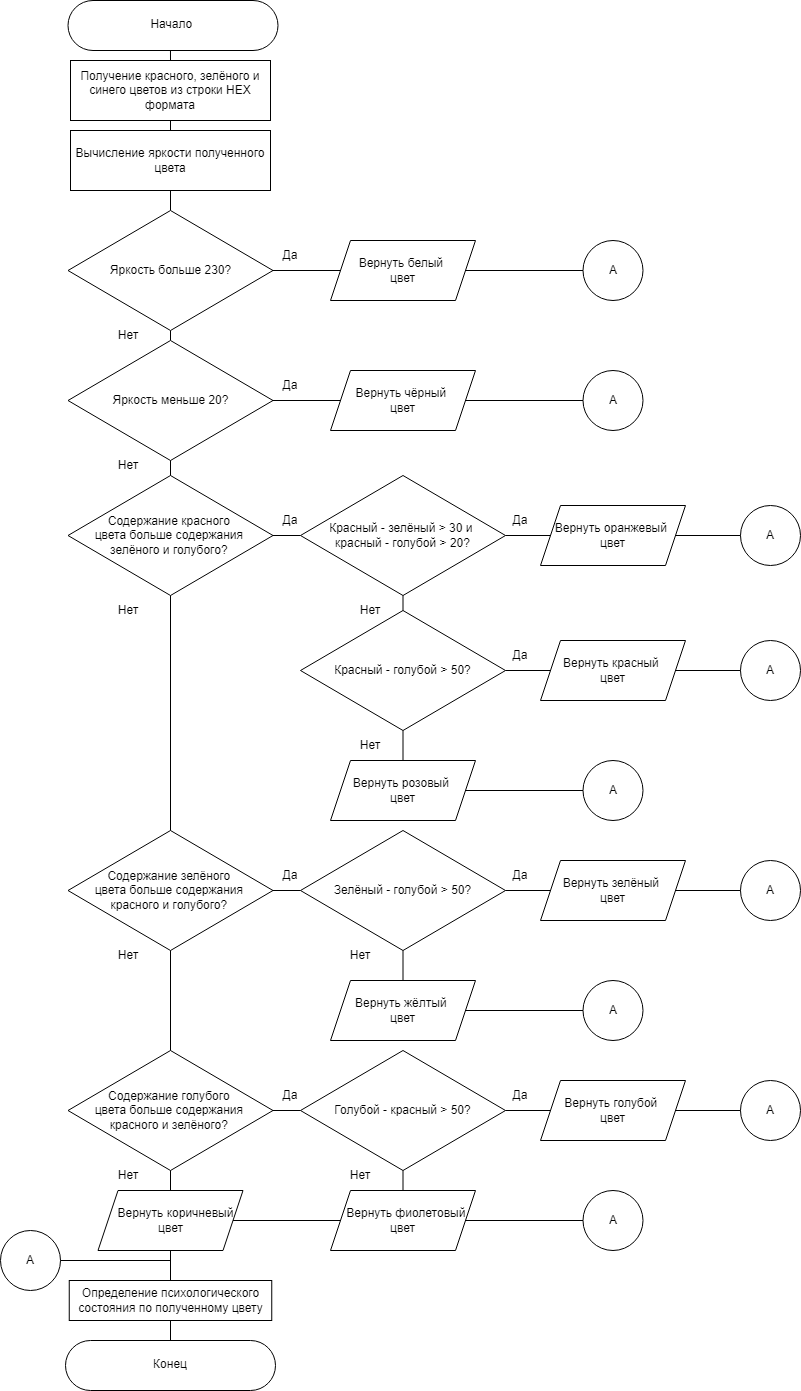 Начало
Получение красного, зелёного и
синего цветов из строки HEX
формата
Вычисление яркости полученного
цвета
Яркость больше 230?
Да
Вернуть белый
цвет
А
Нет
Яркость меньше 20?
Да
Вернуть чёрный
цвет
А
Нет
Содержание красного
цвета больше содержания
зелёного и голубого?
Да
Красный - зелёный > 30 и
красный - голубой > 20?
Да
Вернуть оранжевый
цвет
А
Нет
Нет
Красный - голубой > 50?
Да
Вернуть красный
цвет
А
Нет
Вернуть розовый
цвет
А
Содержание зелёного
цвета больше содержания
красного и голубого?
Да
Зелёный - голубой > 50?
Да
Вернуть зелёный
цвет
А
Нет
Нет
Вернуть жёлтый
цвет
А
Содержание голубого
цвета больше содержания
красного и зелёного?
Да
Голубой - красный > 50?
Да
Вернуть голубой
цвет
А
Нет
Нет
Вернуть коричневый
цвет
Вернуть фиолетовый
цвет
А
А
Определение психологического
состояния по полученному цвету
Конец